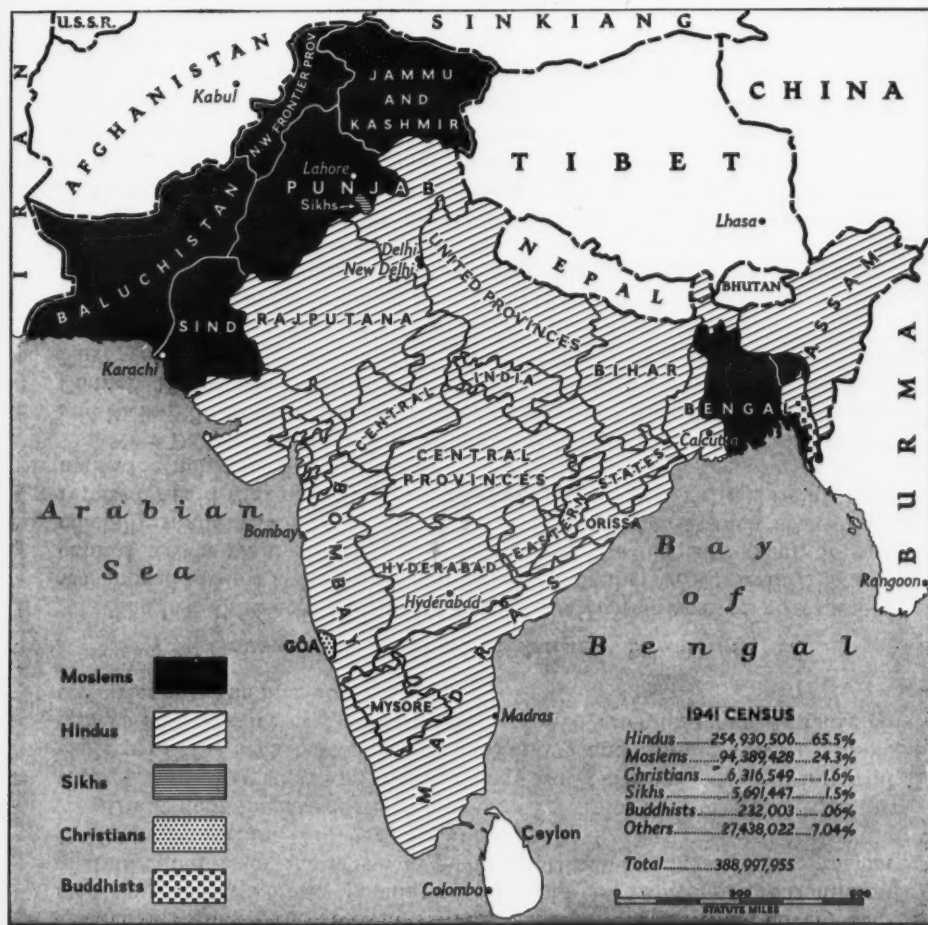 U.S.S.R.
SINKIANG
IRAN
AFGHANISTAN
Kabul
N.W. FRONTIER PROV.
JAMMU
AND
KASHMIR
CHINA
TIBET
Lahore
PUNJAB
Sikhs
Lhasa
BALUCHISTAN
Delhi
New Delhi
UNITED PROVINCES
NEPAL
BHUTAN
ASSAM
SIND
RAJPUTANA
Karachi
INDIA
BIHAR
BENGAL
Calcutta
CENTRAL
CENTRAL
PROVINCES
EASTERN STATES
ORISSA
BURMA
Arabian
Sea
Bombay
BOMBAY
HYDERABAD
Hyderabad
Bay
of
Bengal
Rangoon
GOA
MYSORE
MADRAS
Madras
Ceylon
Colombo
Moslems
Hindus
Sikhs
Christians
Buddhists
1941 CENSUS
Hindus.......254,930,506....65.5%
Moslems.......94,389,428....24.3%
Christians.......6,316,549.....1.6%
Sikhs.......5,691,447.....1.5%
Buddhists.......232,003.....06%
Others.......27,438,022....7.04%
Total.......388,997,955
0 300 600
STATUTE MILES